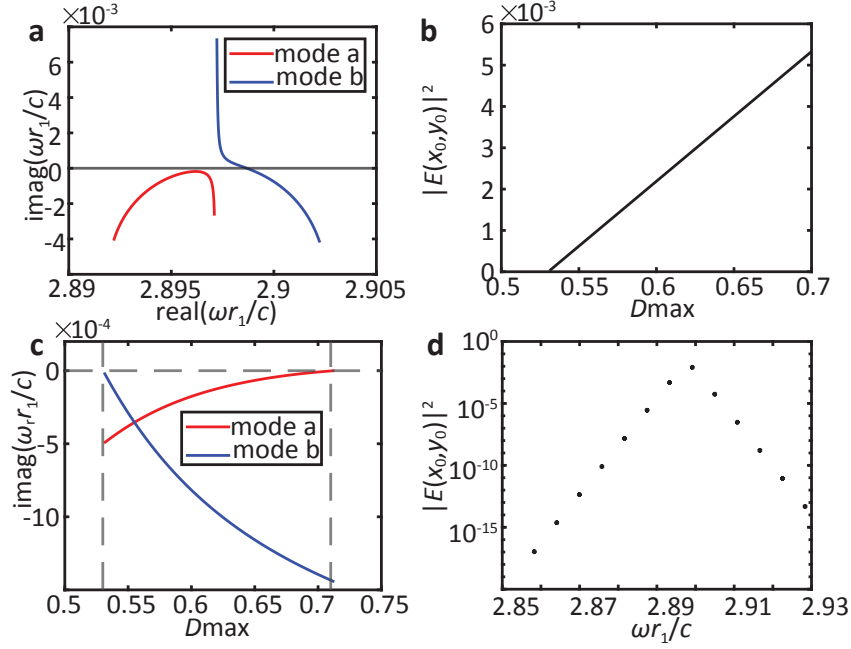 a
×10⁻³
6
4
2
0
-2
-4
2.89
2.895
2.9
2.905
real(ωr₁/c)
imag(ωr₁/c)
mode a
mode b
b
×10⁻³
6
5
4
3
2
1
0
0.5
0.55
0.6
0.65
0.7
Dmax
|E(x₀,y₀)|²
c
×10⁻⁴
0
-5
-10
0.5
0.55
0.6
0.65
0.7
0.75
Dmax
imag(ωᵣr₁/c)
mode a
mode b
d
10⁰
10⁻⁵
10⁻¹⁰
10⁻¹⁵
2.85
2.87
2.89
2.91
2.93
ωr₁/c
|E(x₀,y₀)|²